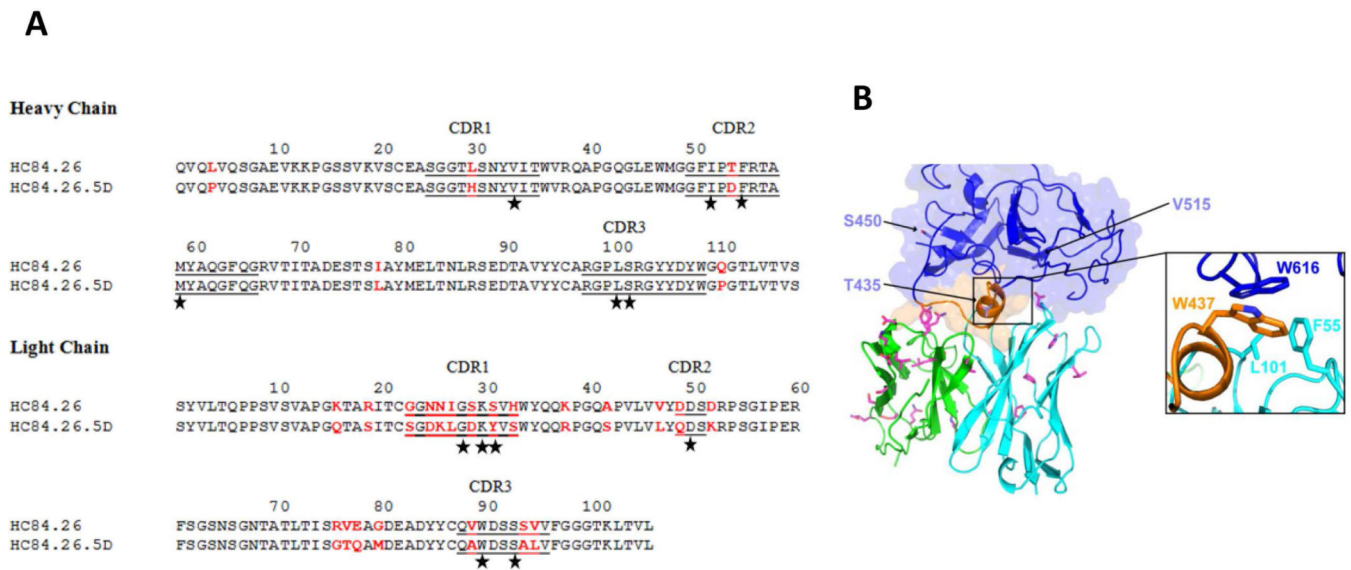 A
Heavy Chain
CDR1 CDR2
10 20 30 40 50
HC84.26 QVQLVQSGAEVKKPGSSVKVSCEASGGTLSNYVITWVRQAPGQGLEWMGGFIPTFRTA
HC84.26.5D QVQPVQSGAEVKKPGSSVKVSCEASGGTHSNYVITWVRQAPGQGLEWMGGFIPDFRTA
CDR3
60 70 80 90 100 110
HC84.26 MYAQGFQGRVTITADESTSIAYMELTNLRSEDTAVYYCARGPLSRGYYDYWGQGTLVTVS
HC84.26.5D MYAQGFQGRVTITADESTSLAYMELTNLRSEDTAVYYCARGPLSRGYYDYWGPGTLVTVS
Light Chain
CDR1 CDR2
10 20 30 40 50 60
HC84.26 SYVLTQPPSVSVAPGKTARITCGGNNIGSKSVHWYQQKPGQAPVLVVYDDSDRPSGIPER
HC84.26.5D SYVLTQPPSVSVAPGQTASITCSGDKLGDKYVSWYQQRPGQSPVLVLYQDSKRPSGIPER
CDR3
70 80 90 100
HC84.26 FSGSNSGNTATLTISRVEAGDEADYYCQVWDSSSVVFGGGTKLTVL
HC84.26.5D FSGSNSGNTATLTISGTQAMDEADYYCQAWDSSALVFGGGTKLTVL
B
S450
V515
T435
W616
W437
F55
L101